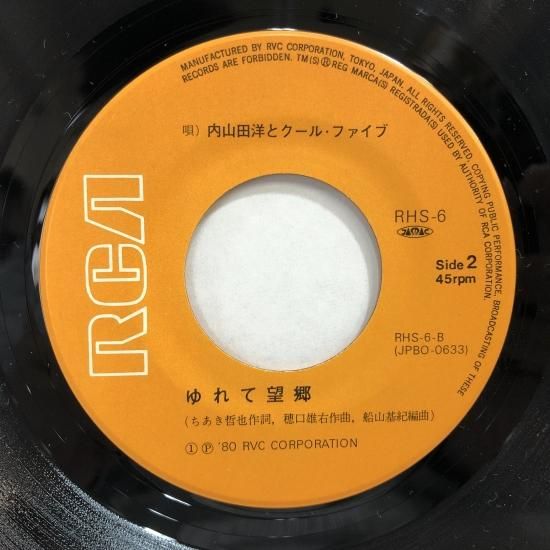 MANUFACTURED BY RVC CORPORATION, TOKYO, JAPAN. ALL RIGHTS RESERVED. COPYING PUBLIC PERFORMANCE, BROADCASTING OF THESE
RECORDS ARE FORBIDDEN. TM(S)® REG MARCA(S) REGISTRADA(S) USED BY AUTHORITY OF RCA CORPORATION.
唄) 内山田洋とクール・ファイブ
RCA
RHS-6
JASRAC
Side 2
45rpm
RHS-6-B
(JPBO-0633)
ゆれて望郷
(ちあき哲也作詞, 穂口雄右作曲, 船山基紀編曲)
① Ⓟ '80 RVC CORPORATION